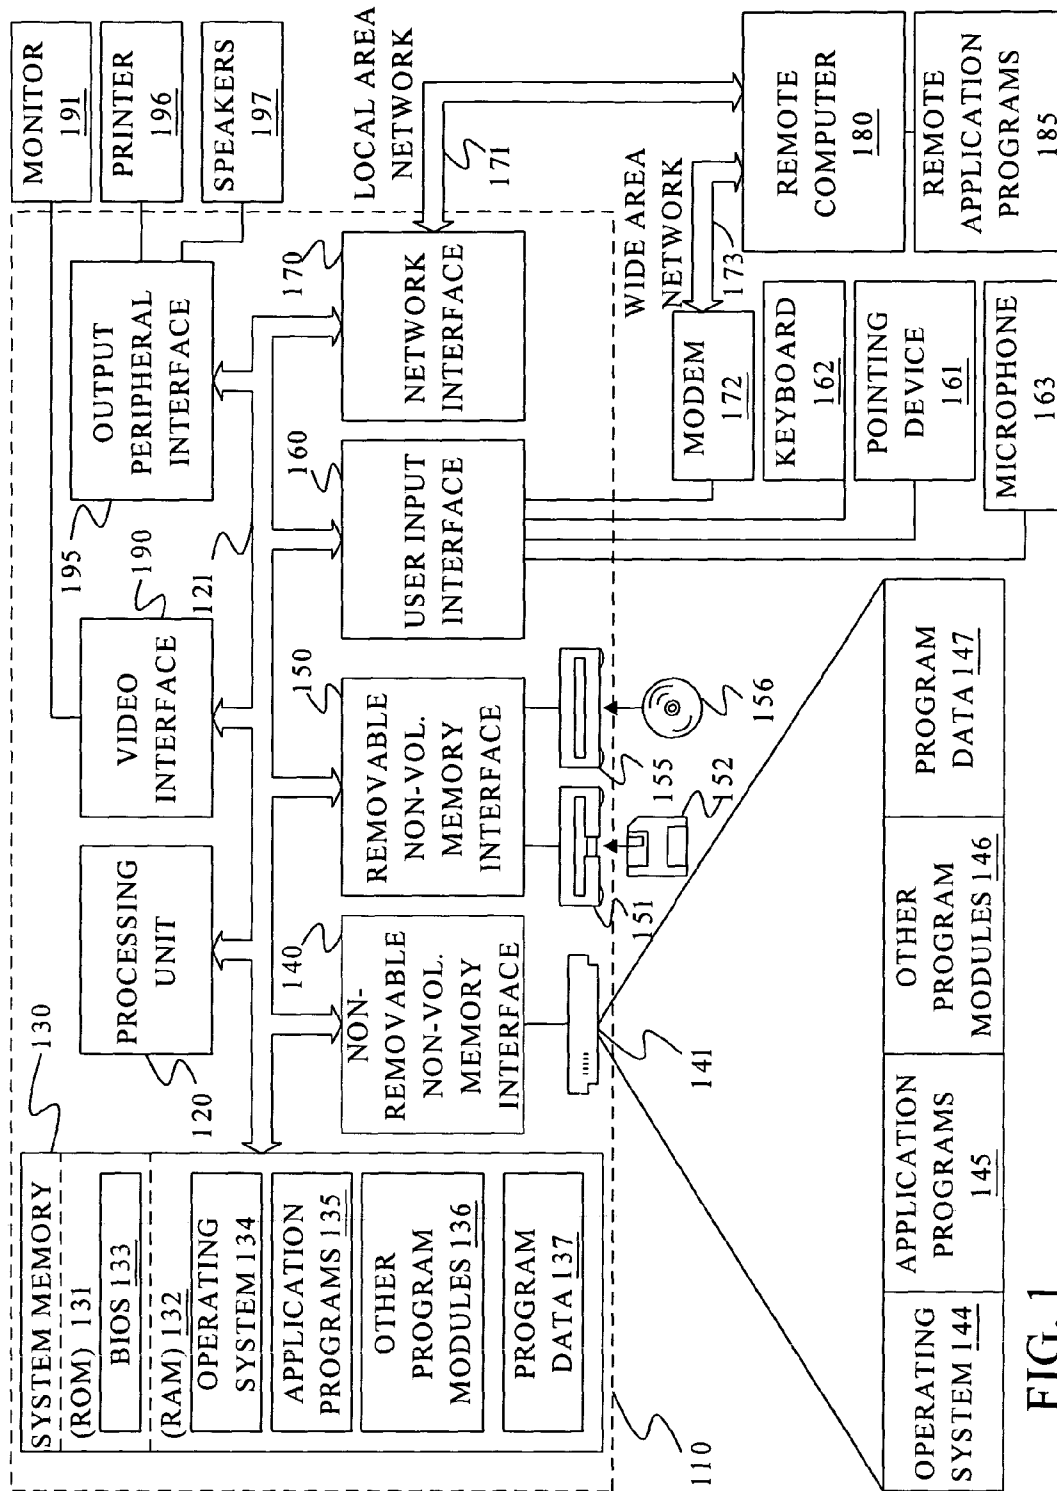 SYSTEM MEMORY
(ROM) 131
BIOS 133
(RAM) 132
OPERATING
SYSTEM 134
APPLICATION
PROGRAMS 135
OTHER
PROGRAM
MODULES 136
PROGRAM
DATA 137
130
PROCESSING
UNIT
120
VIDEO
INTERFACE
190
121
OUTPUT
PERIPHERAL
INTERFACE
195
MONITOR
191
PRINTER
196
SPEAKERS
197
NON-
REMOVABLE
NON-VOL.
MEMORY
INTERFACE
140
REMOVABLE
NON-VOL.
MEMORY
INTERFACE
150
USER INPUT
INTERFACE
160
NETWORK
INTERFACE
170
LOCAL AREA
NETWORK
171
110
141
151
152
155
156
WIDE AREA
NETWORK
173
MODEM
172
KEYBOARD
162
POINTING
DEVICE
161
MICROPHONE
163
REMOTE
COMPUTER
180
REMOTE
APPLICATION
PROGRAMS
185
OPERATING
SYSTEM 144
APPLICATION
PROGRAMS
145
OTHER
PROGRAM
MODULES 146
PROGRAM
DATA 147
FIG. 1